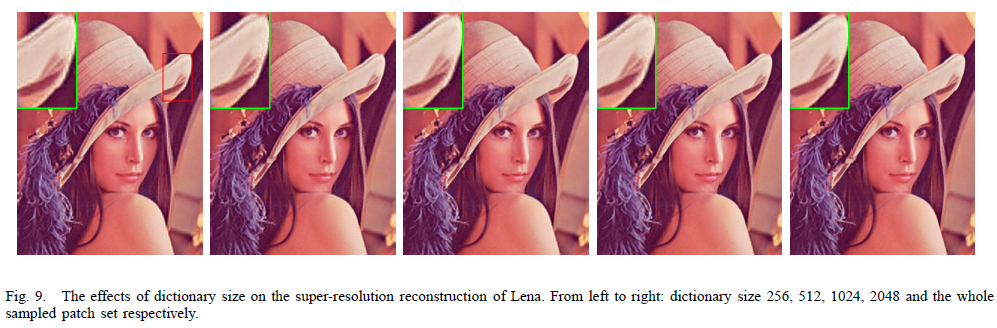 Fig. 9. The effects of dictionary size on the super-resolution reconstruction of Lena. From left to right: dictionary size 256, 512, 1024, 2048 and the whole
sampled patch set respectively.